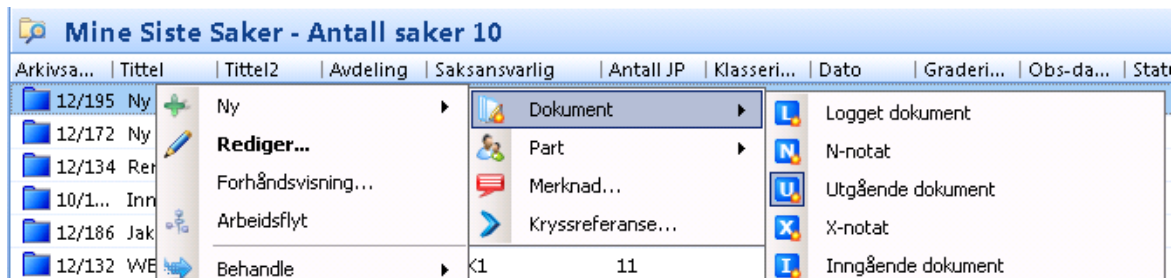 Mine Siste Saker - Antall saker 10
Arkivsa... | Tittel | Tittel2 | Avdeling | Saksansvarlig | Antall JP | Klasseri... | Dato | Graderi... | Obs-da... | Statu
12/195 Ny Ny Dokument L Logget dokument
12/172 Ny Rediger... Part N N-notat
12/134 Rer Forhåndsvisning... Merknad... U Utgående dokument
10/1... Inn Arbeidsflyt Kryssreferanse... X X-notat
12/186 Jak
12/132 WE Behandle K1 11 I Inngående dokument